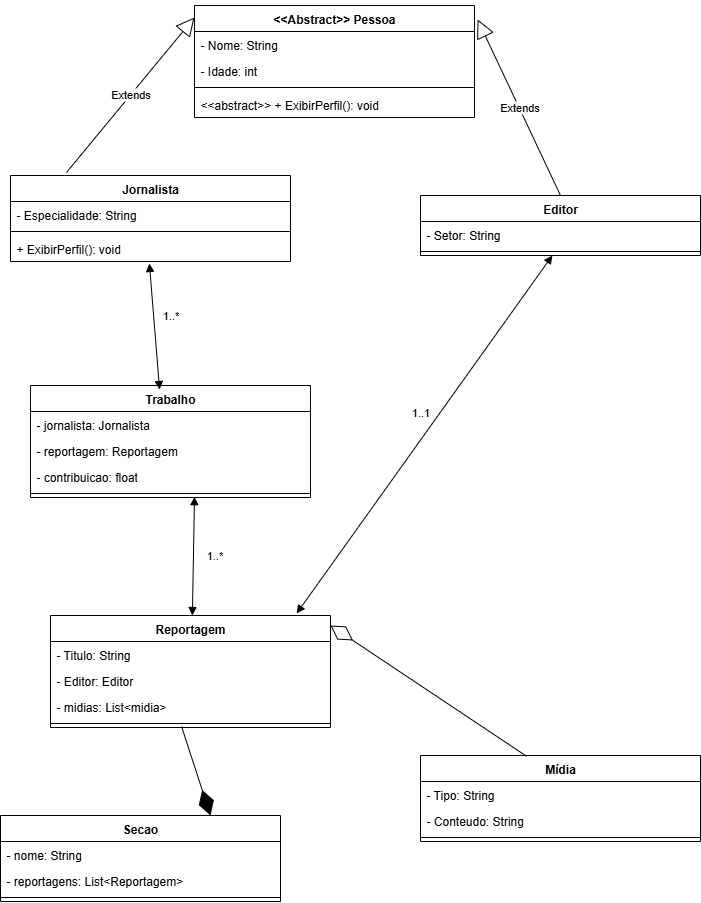 <<Abstract>> Pessoa
- Nome: String
- Idade: int
<<abstract>> + ExibirPerfil(): void
Extends
Extends
Jornalista
- Especialidade: String
+ ExibirPerfil(): void
Editor
- Setor: String
1..*
Trabalho
- jornalista: Jornalista
- reportagem: Reportagem
- contribuicao: float
1..1
1..*
Reportagem
- Titulo: String
- Editor: Editor
- midias: List<midia>
Mídia
- Tipo: String
- Conteudo: String
Secao
- nome: String
- reportagens: List<Reportagem>